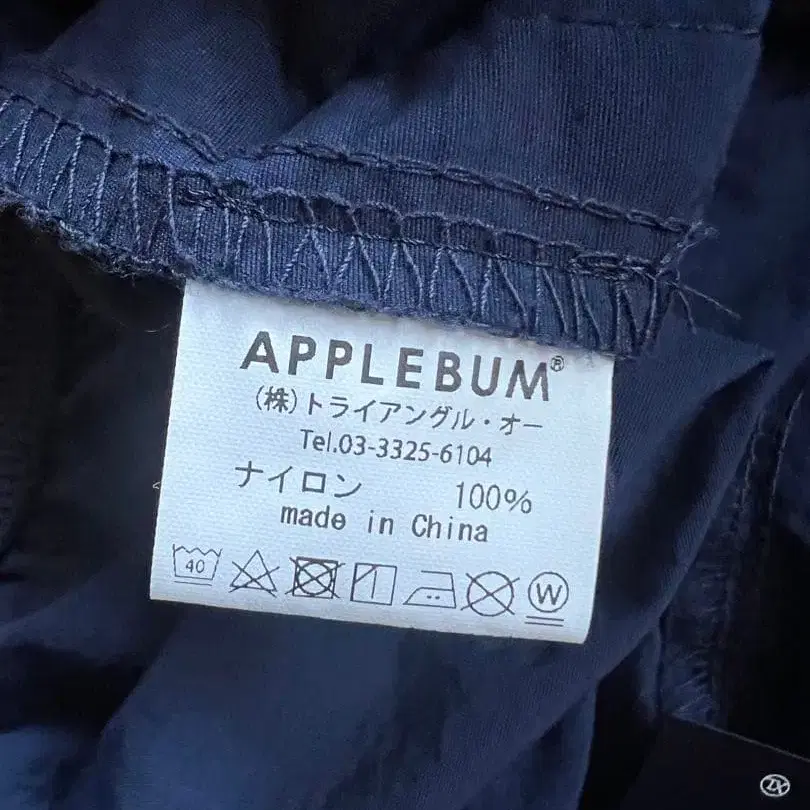 APPLEBUM®
(株)トライアングル・オー
Tel.03-3325-6104
ナイロン 100%
made in China
40 W